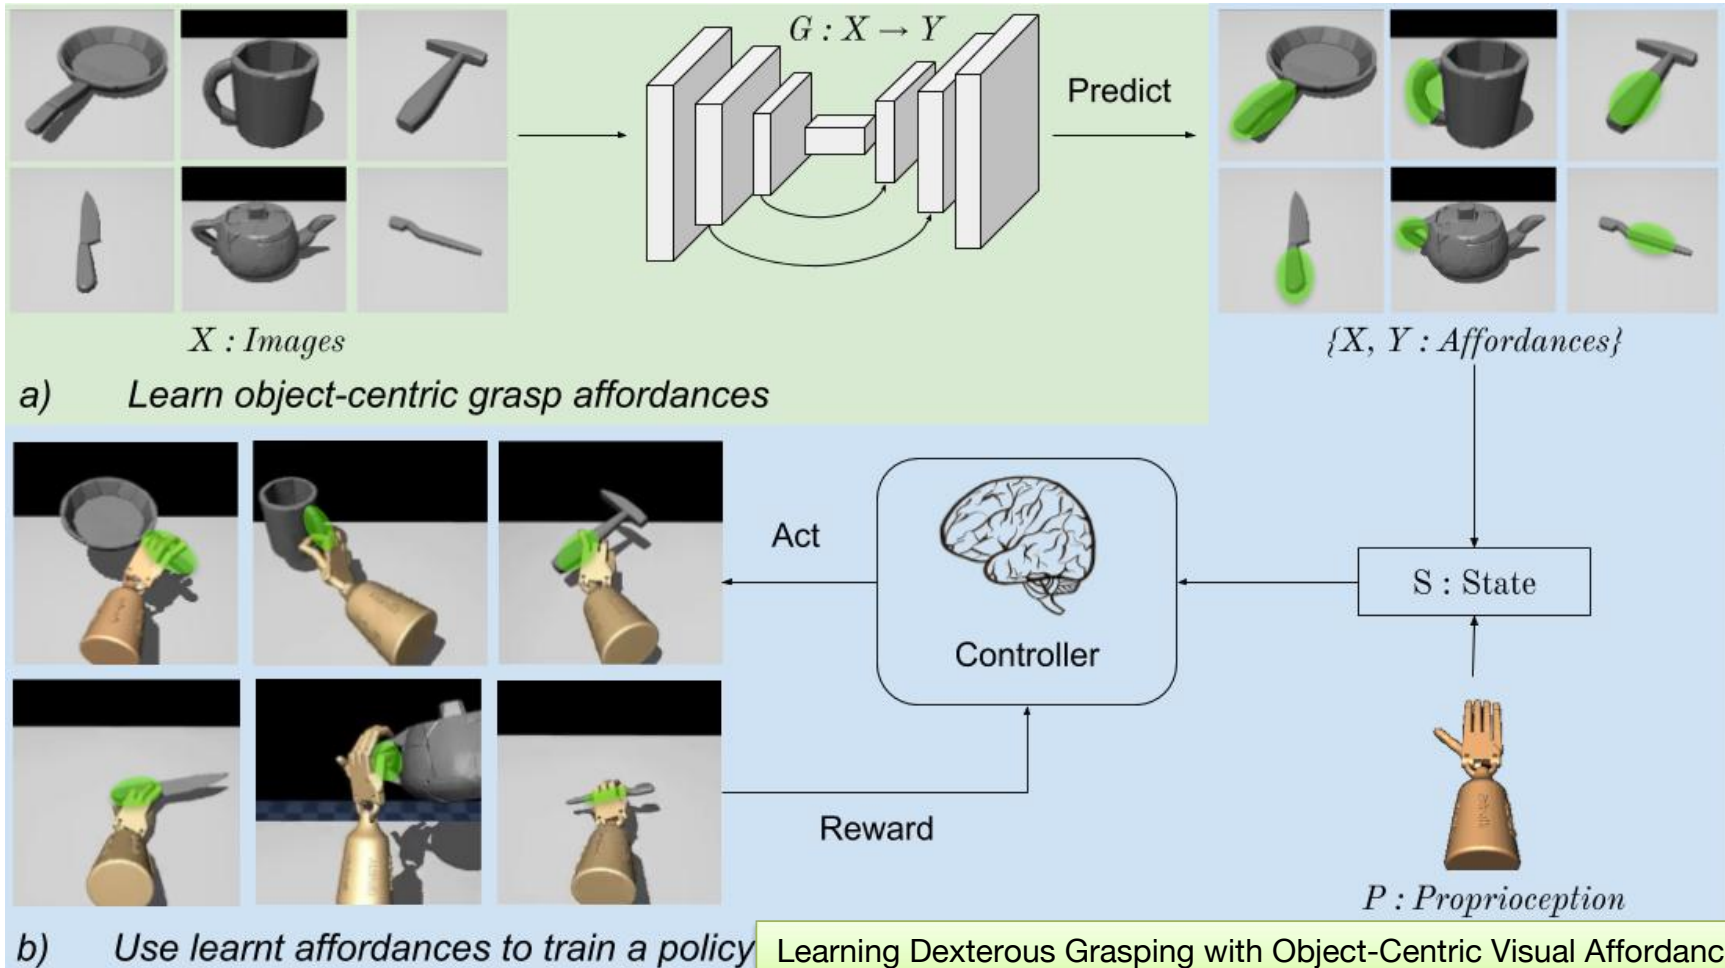 G : X → Y
Predict
X : Images
{X, Y : Affordances}
a) Learn object-centric grasp affordances
Act
Controller
S : State
Reward
P : Proprioception
b) Use learnt affordances to train a policy
Learning Dexterous Grasping with Object-Centric Visual Affordanc